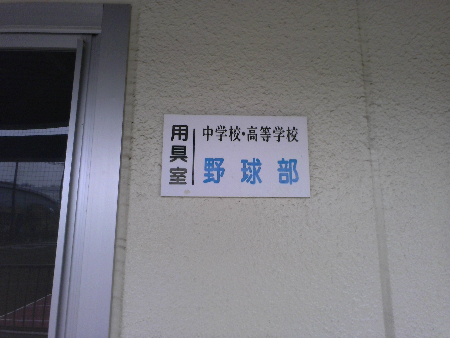 用具室
中学校・高等学校
野球部